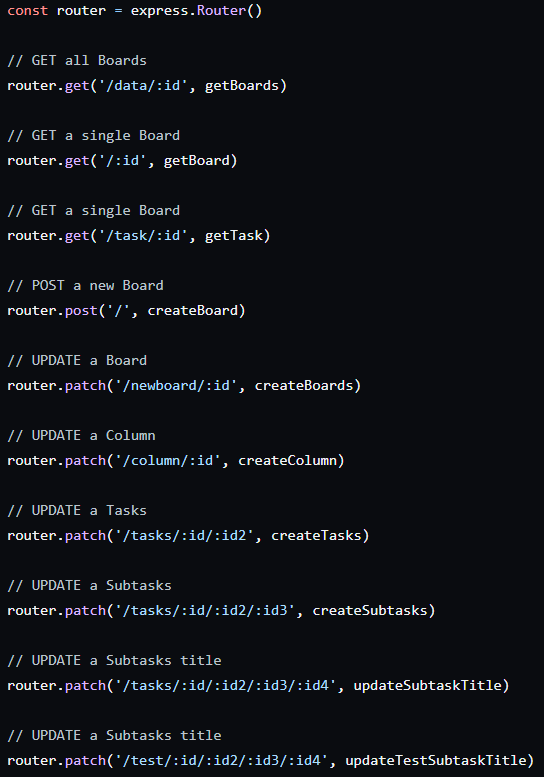 const router = express.Router()
// GET all Boards
router.get('/data/:id', getBoards)
// GET a single Board
router.get('/:id', getBoard)
// GET a single Board
router.get('/task/:id', getTask)
// POST a new Board
router.post('/', createBoard)
// UPDATE a Board
router.patch('/newboard/:id', createBoards)
// UPDATE a Column
router.patch('/column/:id', createColumn)
// UPDATE a Tasks
router.patch('/tasks/:id/:id2', createTasks)
// UPDATE a Subtasks
router.patch('/tasks/:id/:id2/:id3', createSubtasks)
// UPDATE a Subtasks title
router.patch('/tasks/:id/:id2/:id3/:id4', updateSubtaskTitle)
// UPDATE a Subtasks title
router.patch('/test/:id/:id2/:id3/:id4', updateTestSubtaskTitle)